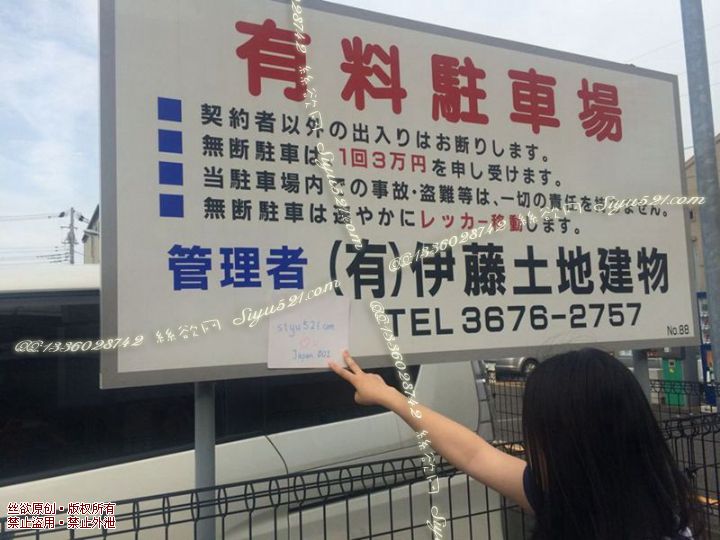 有料駐車場
■ 契約者以外の出入りはお断りします。
■ 無断駐車は、1回3万円を申し受けます。
■ 当駐車場内での事故・盗難等は、一切の責任を負いません。
■ 無断駐車は速やかにレッカー移動します。
管理者 (有)伊藤土地建物
TEL 3676-2757
No.88
siyu521.com
Japan 002
QQ:1336028742 絲欲网 Siyu521.com
丝欲原创·版权所有
禁止盗用·禁止外泄